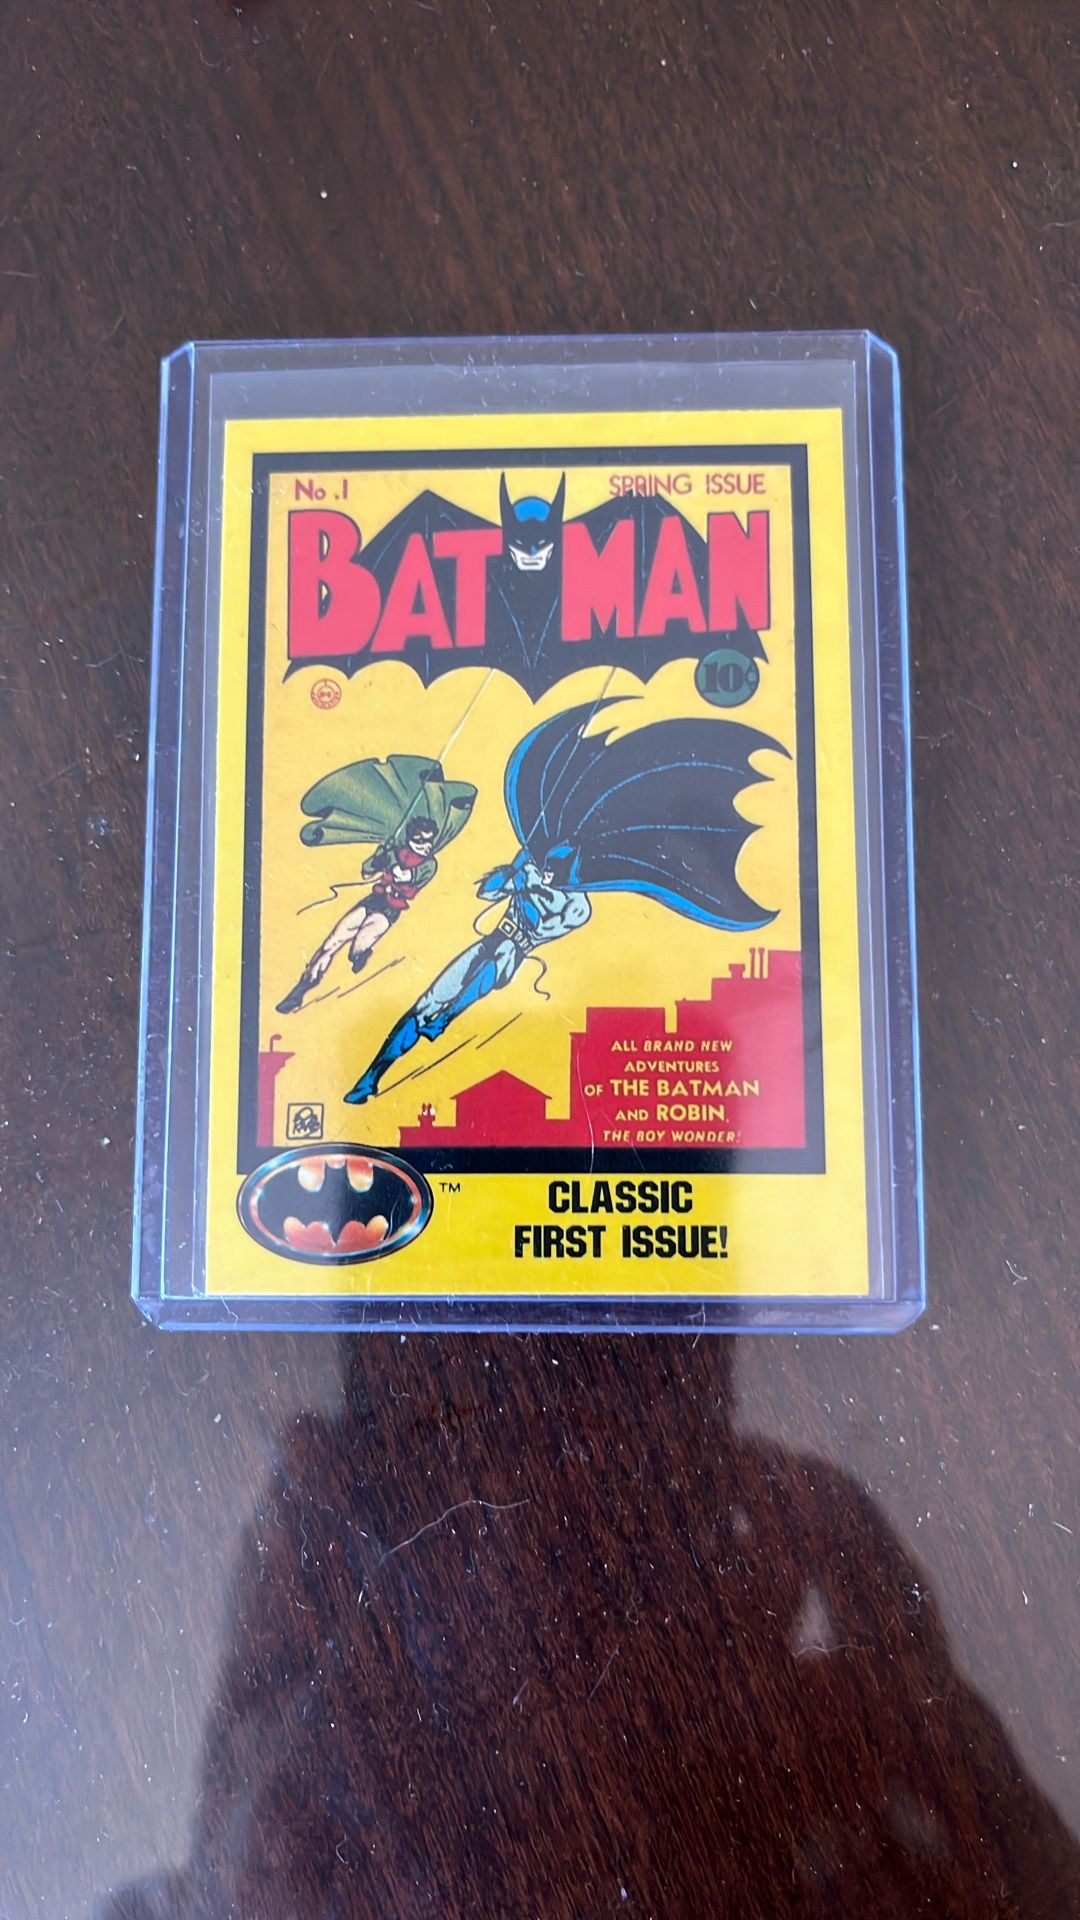 No .1
SPRING ISSUE
BATMAN
10¢
ALL BRAND NEW
ADVENTURES
OF THE BATMAN
AND ROBIN,
THE BOY WONDER!
TM
CLASSIC
FIRST ISSUE!